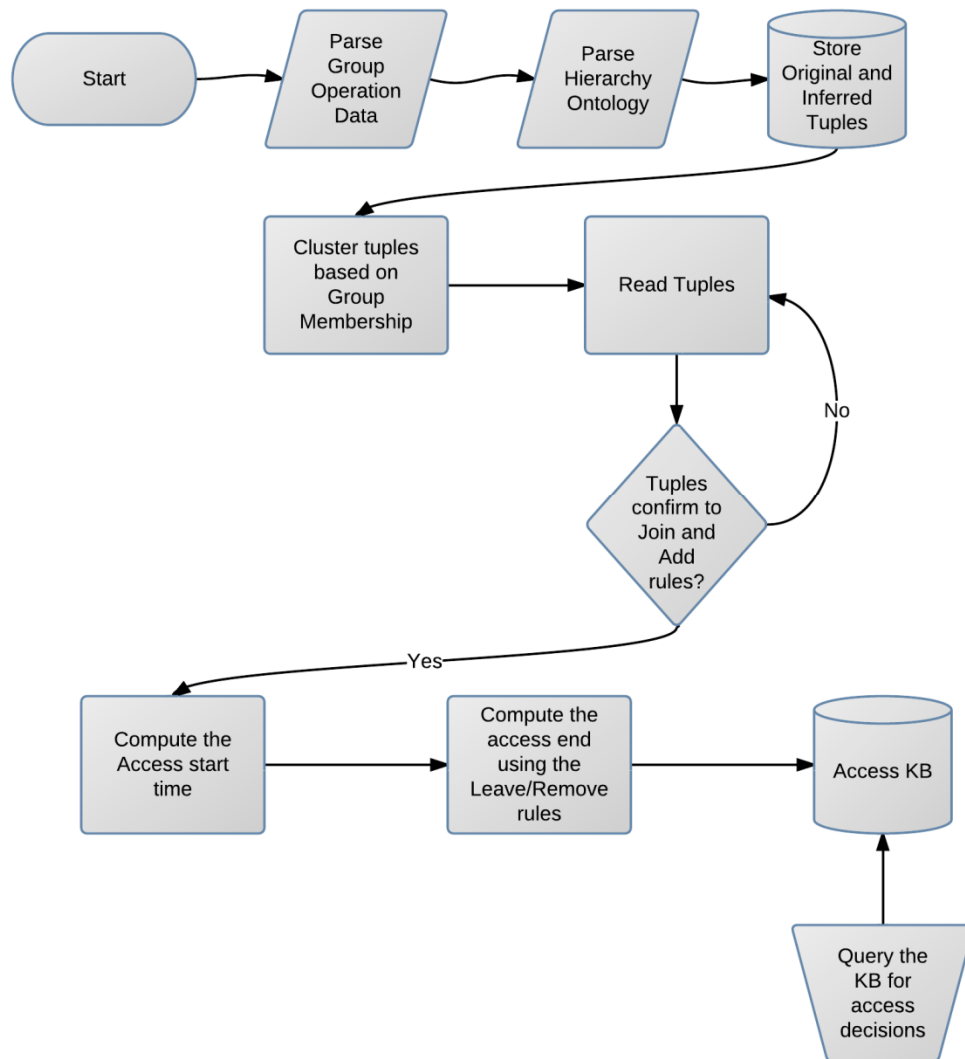 Start
Parse
Group
Operation
Data
Parse
Hierarchy
Ontology
Store
Original and
Inferred
Tuples
Cluster tuples
based on
Group
Membership
Read Tuples
No
Tuples
confirm to
Join and
Add
rules?
Yes
Compute the
Access start
time
Compute the
access end
using the
Leave/Remove
rules
Access KB
Query the
KB for
access
decisions